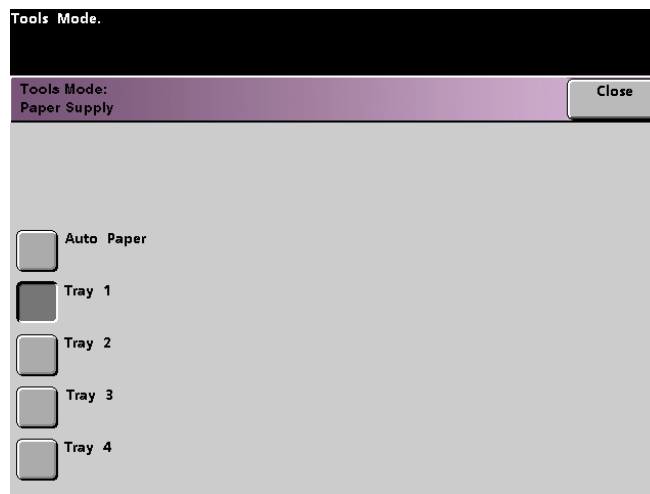 Tools Mode.
Tools Mode:
Paper Supply
Close
Auto Paper
Tray 1
Tray 2
Tray 3
Tray 4